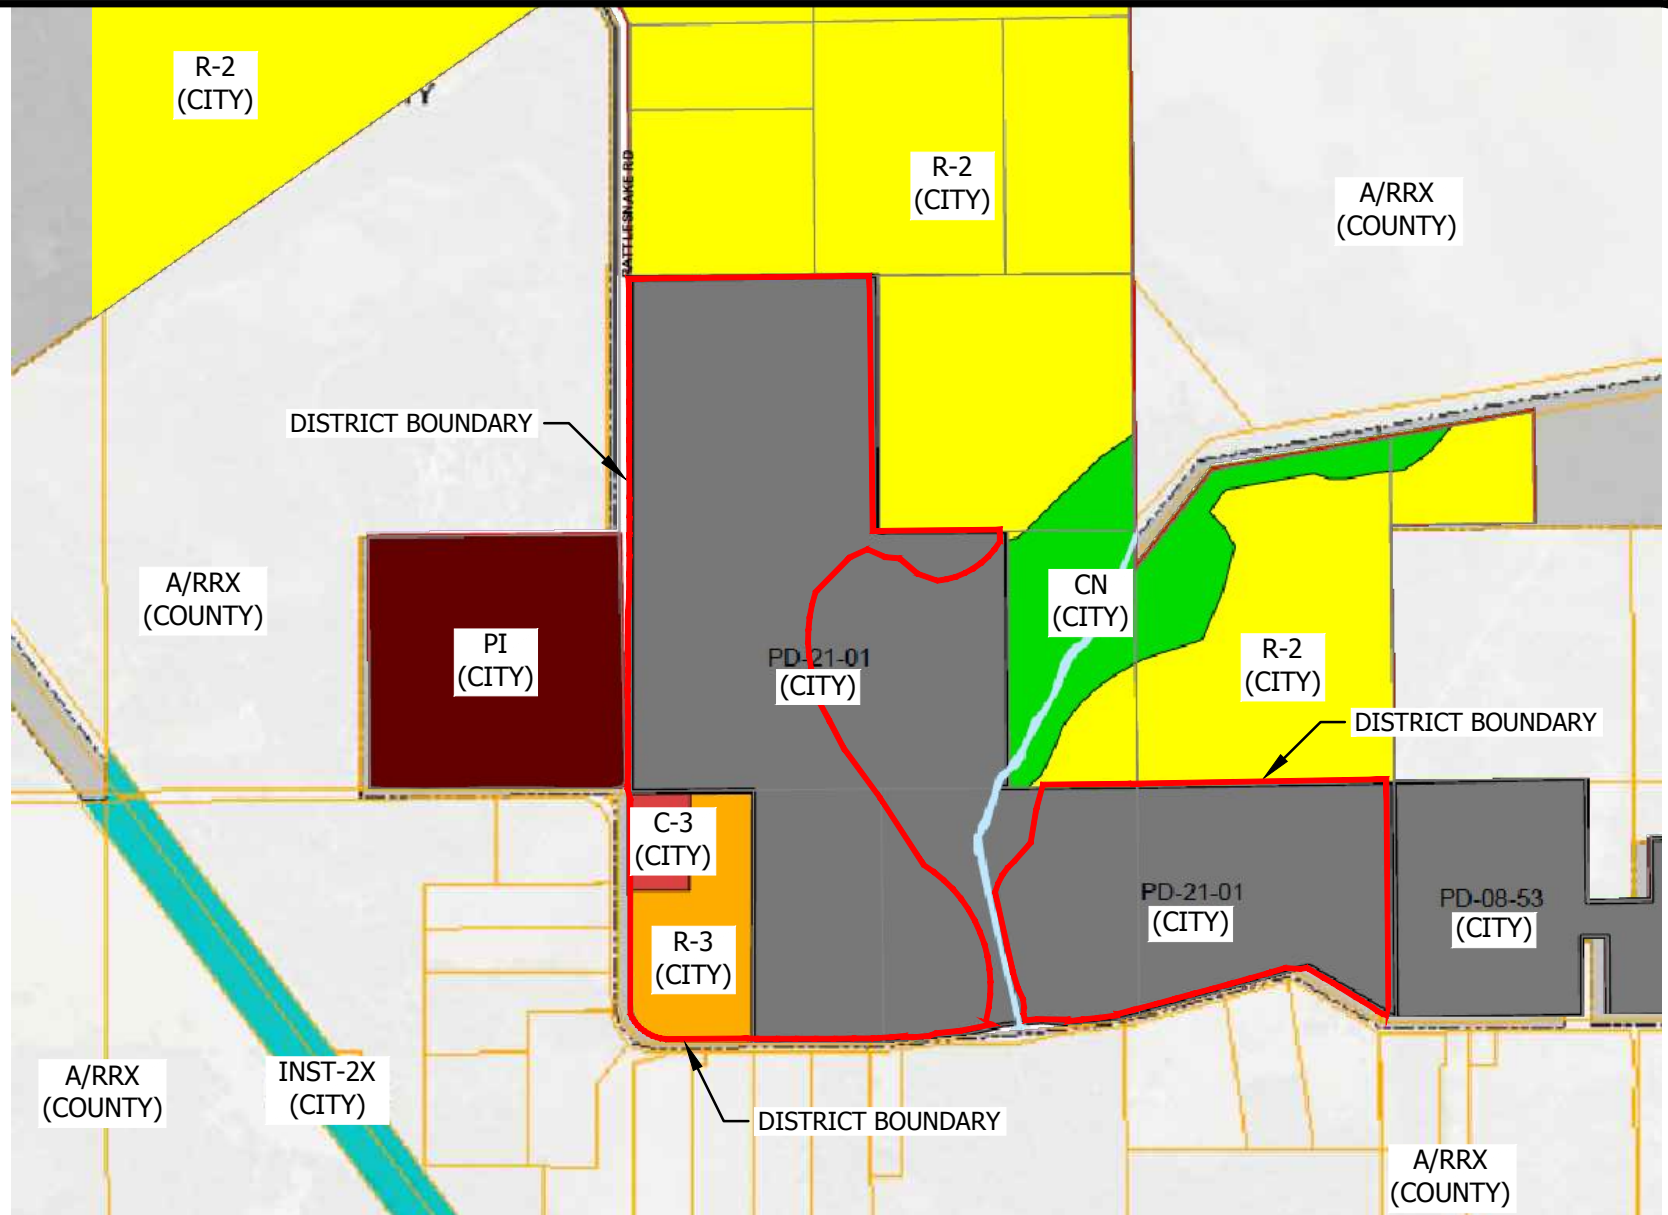 R-2
(CITY)
Y
RATTLESNAKE RD
R-2
(CITY)
A/RRX
(COUNTY)
DISTRICT BOUNDARY
A/RRX
(COUNTY)
PI
(CITY)
PD-21-01
(CITY)
CN
(CITY)
R-2
(CITY)
DISTRICT BOUNDARY
C-3
(CITY)
R-3
(CITY)
PD-21-01
(CITY)
PD-08-53
(CITY)
A/RRX
(COUNTY)
INST-2X
(CITY)
DISTRICT BOUNDARY
A/RRX
(COUNTY)